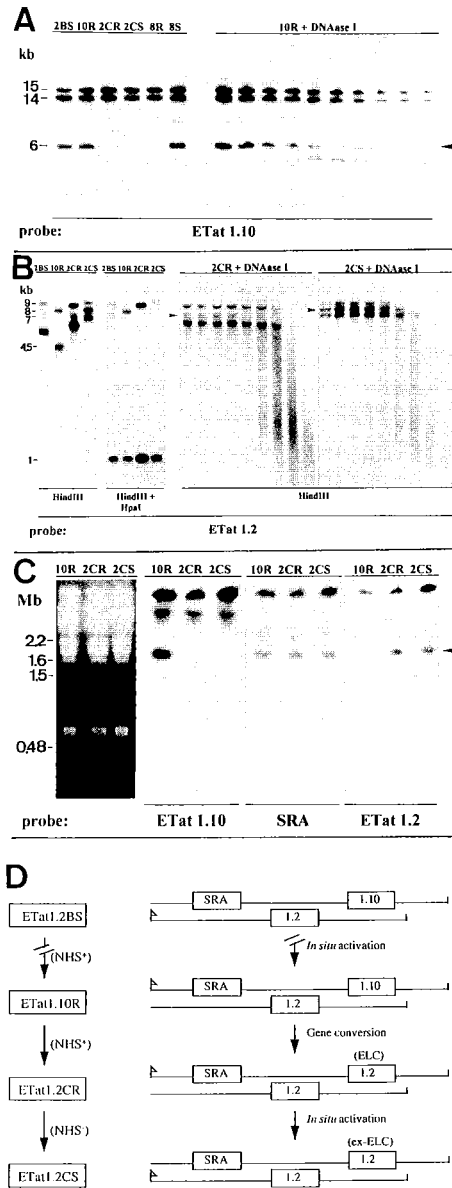 A
2BS 10R 2CR 2CS 8R 8S
10R + DNAase I
kb
15
14
6
probe: ETat 1.10
B
2BS 10R 2CR 2CS
2BS 10R 2CR 2CS
2CR + DNAase I
2CS + DNAase I
kb
9
8
7
4.5
1
HindIII
HindIII + HpaI
HindIII
probe: ETat 1.2
C
10R 2CR 2CS
10R 2CR 2CS
10R 2CR 2CS
10R 2CR 2CS
Mb
2,2
1.6
1,5
0,48
probe: ETat 1.10 SRA ETat 1.2
D
ETat1.2BS
SRA 1.10
1.2
(NHS+)
In situ activation
ETat1.10R
SRA 1.10
1.2
(NHS+)
Gene conversion
(ELC)
ETat1.2CR
SRA 1.2
1.2
(NHS-)
In situ activation
(ex-ELC)
ETat1.2CS
SRA 1.2
1.2